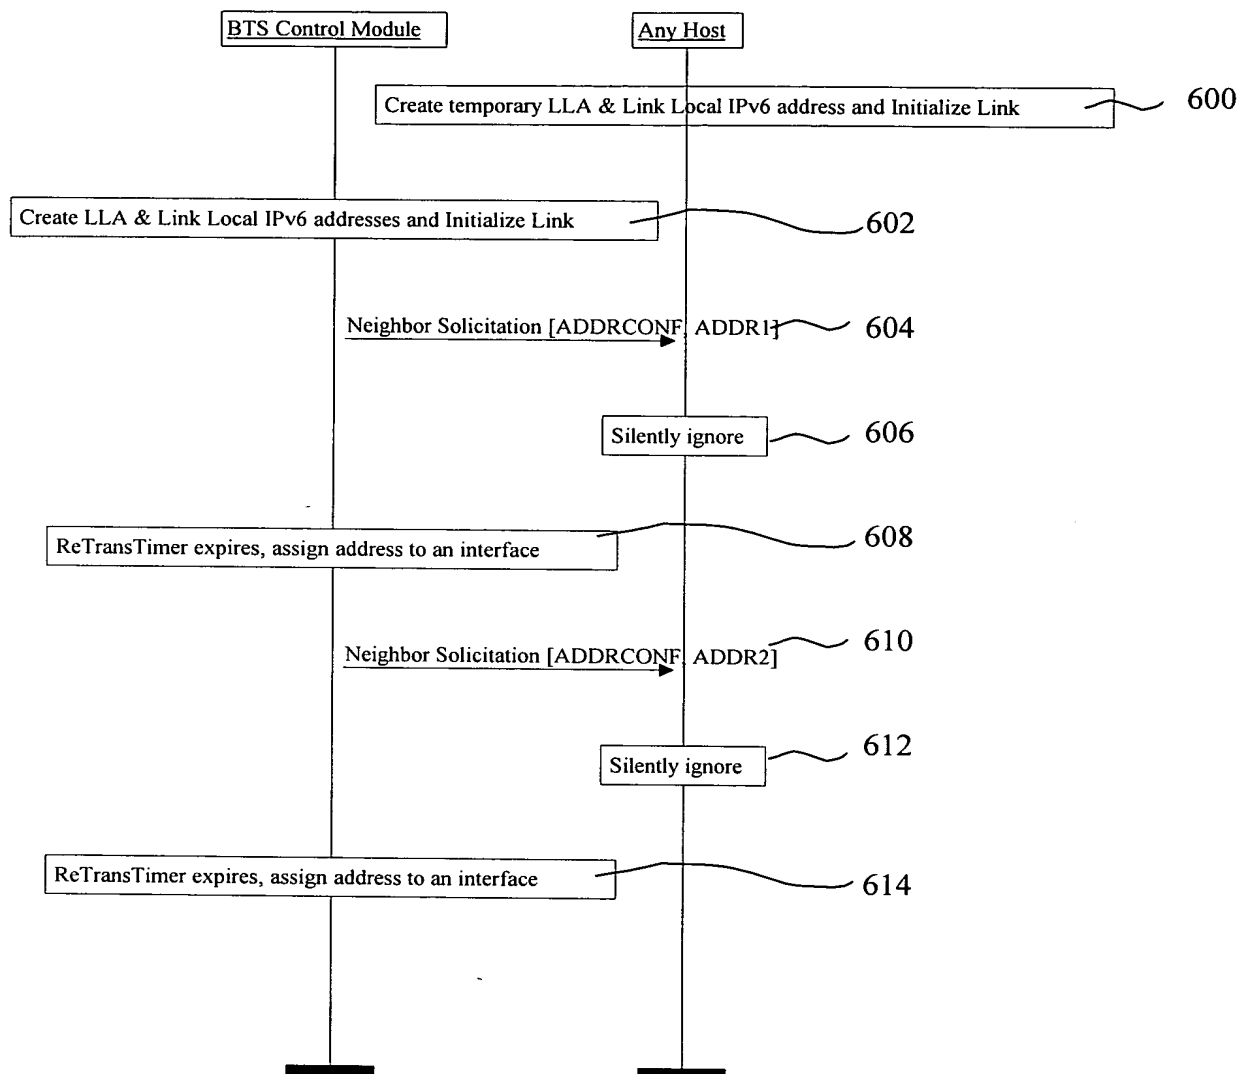 BTS Control Module
Any Host
Create temporary LLA & Link Local IPv6 address and Initialize Link
600
Create LLA & Link Local IPv6 addresses and Initialize Link
602
Neighbor Solicitation [ADDRCONF, ADDR1]
604
Silently ignore
606
ReTransTimer expires, assign address to an interface
608
Neighbor Solicitation [ADDRCONF, ADDR2]
610
Silently ignore
612
ReTransTimer expires, assign address to an interface
614